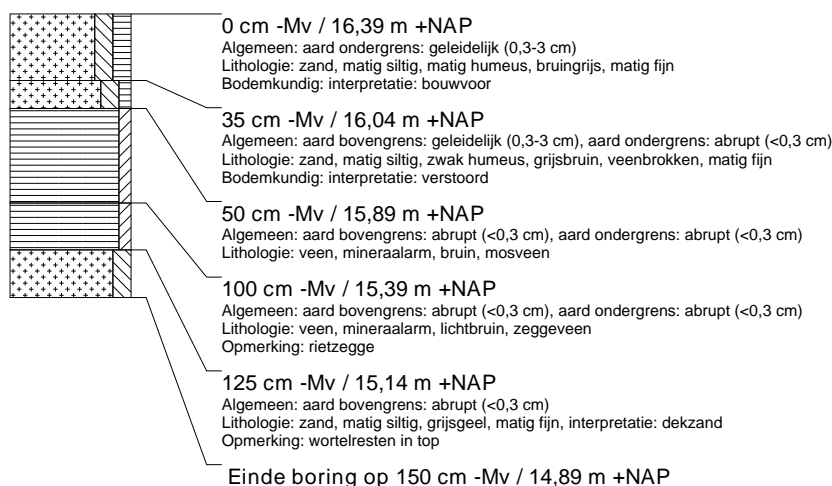 0 cm -Mv / 16,39 m +NAP
Algemeen: aard ondergrens: geleidelijk (0,3-3 cm)
Lithologie: zand, matig siltig, matig humeus, bruingrijs, matig fijn
Bodemkundig: interpretatie: bouwvoor
35 cm -Mv / 16,04 m +NAP
Algemeen: aard bovengrens: geleidelijk (0,3-3 cm), aard ondergrens: abrupt (<0,3 cm)
Lithologie: zand, matig siltig, zwak humeus, grijsbruin, veenbrokken, matig fijn
Bodemkundig: interpretatie: verstoord
50 cm -Mv / 15,89 m +NAP
Algemeen: aard bovengrens: abrupt (<0,3 cm), aard ondergrens: abrupt (<0,3 cm)
Lithologie: veen, mineraalarm, bruin, mosveen
100 cm -Mv / 15,39 m +NAP
Algemeen: aard bovengrens: abrupt (<0,3 cm), aard ondergrens: abrupt (<0,3 cm)
Lithologie: veen, mineraalarm, lichtbruin, zeggeveen
Opmerking: rietzegge
125 cm -Mv / 15,14 m +NAP
Algemeen: aard bovengrens: abrupt (<0,3 cm)
Lithologie: zand, matig siltig, grijsgeel, matig fijn, interpretatie: dekzand
Opmerking: wortelresten in top
Einde boring op 150 cm -Mv / 14,89 m +NAP